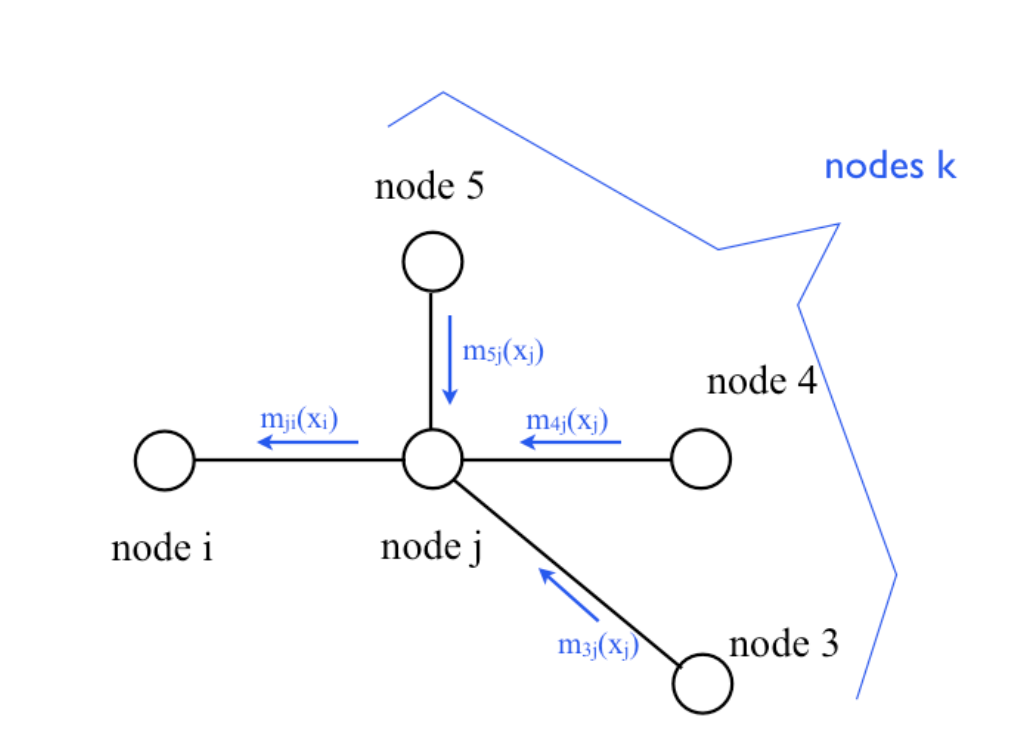 nodes k
node 5
m5j(xj)
node 4
mji(xi)
m4j(xj)
node i
node j
m3j(xj)
node 3